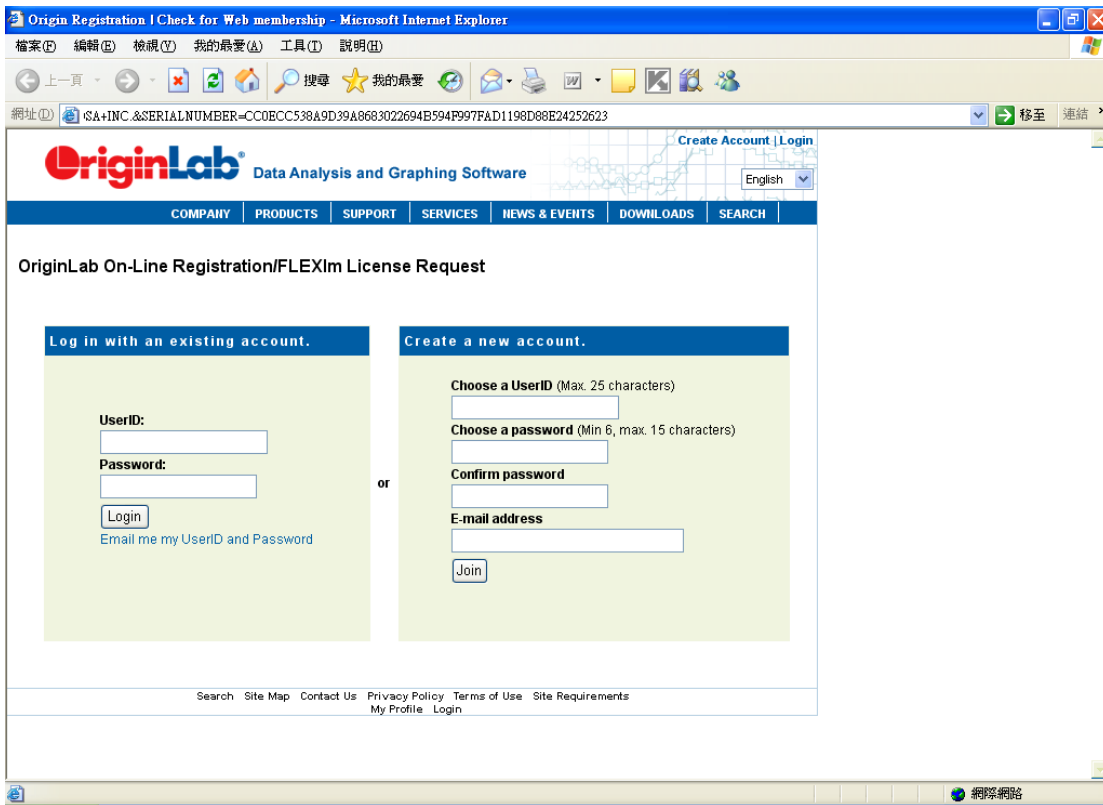 Origin Registration | Check for Web membership - Microsoft Internet Explorer
檔案(F) 編輯(E) 檢視(V) 我的最愛(A) 工具(T) 說明(H)
上一頁 搜尋 我的最愛
網址(D) SA+INC.&SERIALNUMBER=CC0ECC538A9D39A8683022694B594F997FAD1198D88E24252623 移至 連結
Create Account | Login
OriginLab® Data Analysis and Graphing Software
English
COMPANY PRODUCTS SUPPORT SERVICES NEWS & EVENTS DOWNLOADS SEARCH
OriginLab On-Line Registration/FLEXlm License Request
Log in with an existing account.
UserID:
Password:
Login
Email me my UserID and Password
or
Create a new account.
Choose a UserID (Max. 25 characters)
Choose a password (Min 6, max. 15 characters)
Confirm password
E-mail address
Join
Search Site Map Contact Us Privacy Policy Terms of Use Site Requirements
My Profile Login
網際網路